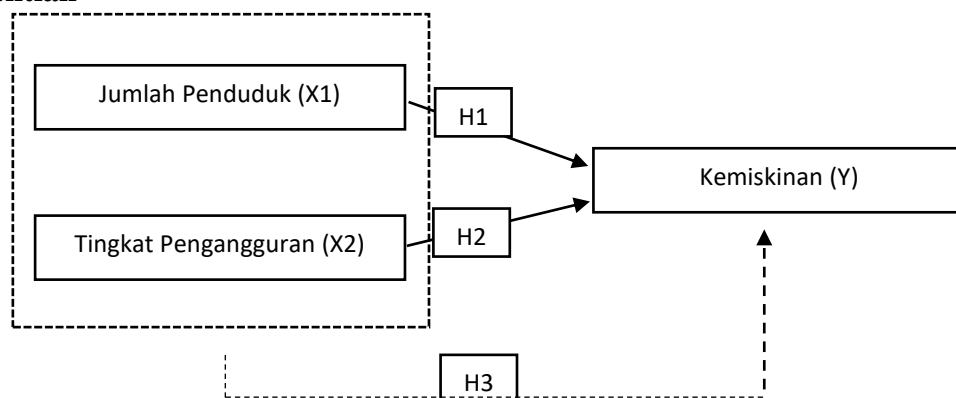 Jumlah Penduduk (X1)
H1
Kemiskinan (Y)
Tingkat Pengangguran (X2)
H2
H3